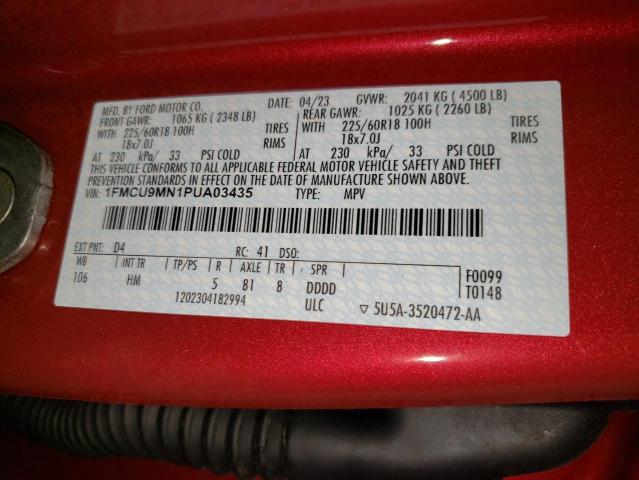 MFD. BY FORD MOTOR CO.
DATE: 04/23 GVWR: 2041 KG ( 4500 LB)
FRONT GAWR: 1065 KG ( 2348 LB) REAR GAWR: 1025 KG ( 2260 LB)
WITH 225/60R18 100H TIRES WITH 225/60R18 100H TIRES
18x7.0J RIMS 18x7.0J RIMS
AT 230 kPa/ 33 PSI COLD AT 230 kPa/ 33 PSI COLD
THIS VEHICLE CONFORMS TO ALL APPLICABLE FEDERAL MOTOR VEHICLE SAFETY AND THEFT
PREVENTION STANDARDS IN EFFECT ON THE DATE OF MANUFACTURE SHOWN ABOVE.
VIN: 1FMCU9MN1PUA03435 TYPE: MPV
EXT PNT: D4 RC: 41 DSO:
WB INT TR TP/PS R AXLE TR SPR
106 HM 5 81 8 DDDD
F0099
T0148
1202304182994 ULC ▽ 5U5A-3520472-AA